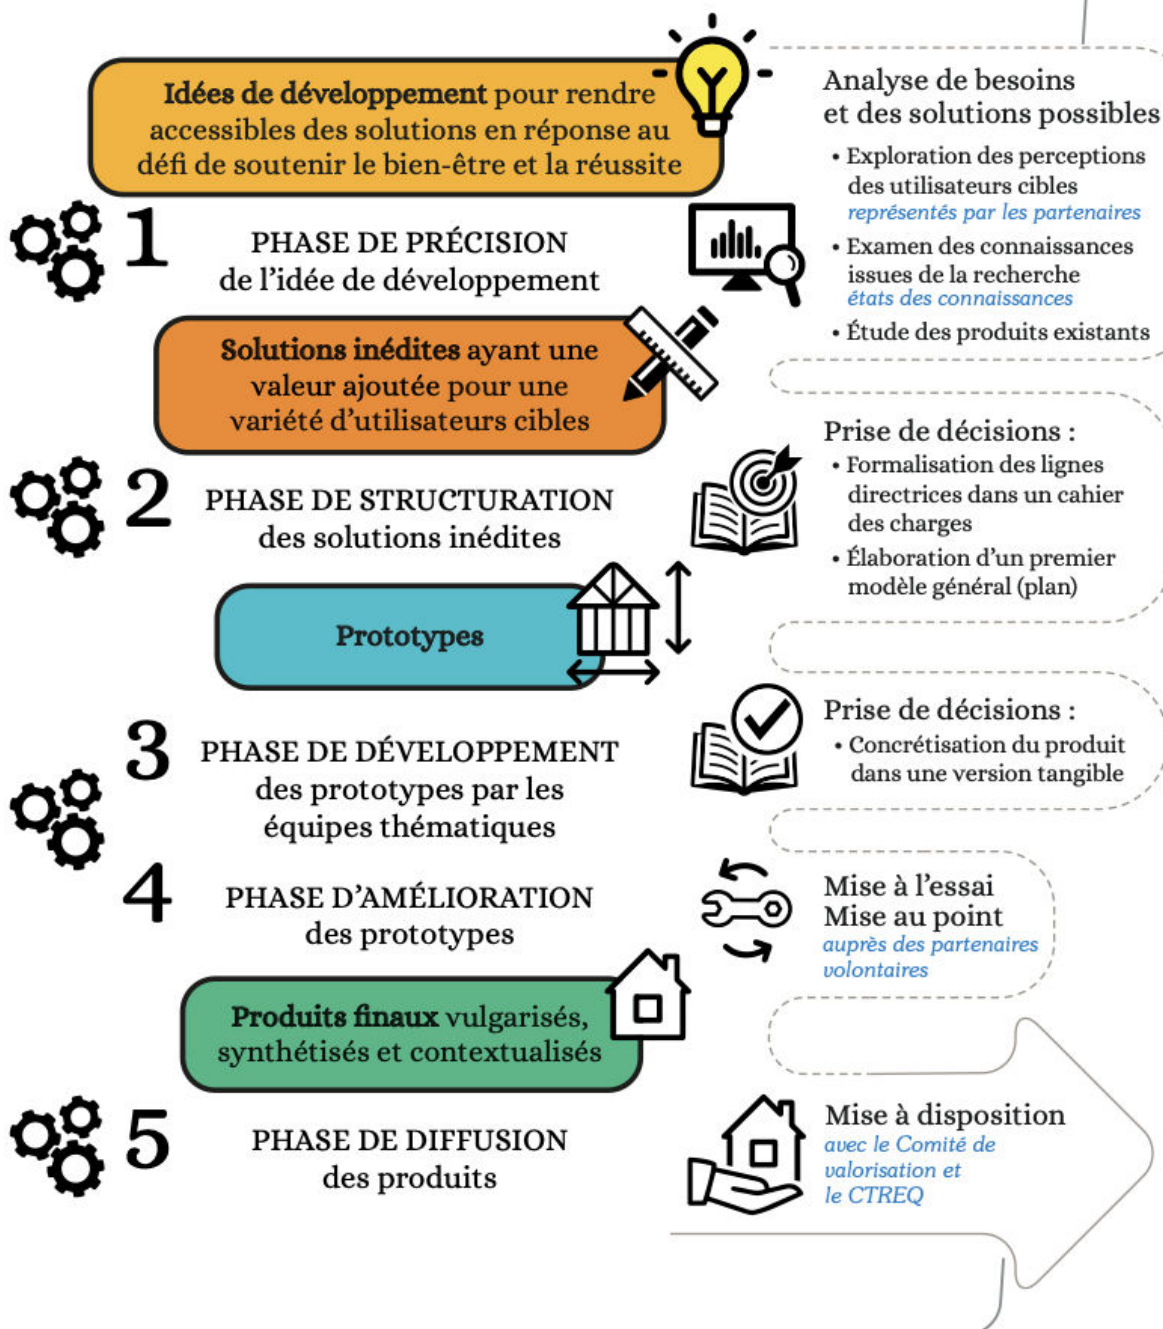 Idées de développement pour rendre
accessibles des solutions en réponse au
défi de soutenir le bien-être et la réussite
Analyse de besoins
et des solutions possibles
• Exploration des perceptions
des utilisateurs cibles
représentés par les partenaires
• Examen des connaissances
issues de la recherche
états des connaissances
• Étude des produits existants
1
PHASE DE PRÉCISION
de l'idée de développement
Solutions inédites ayant une
valeur ajoutée pour une
variété d'utilisateurs cibles
2
PHASE DE STRUCTURATION
des solutions inédites
Prise de décisions :
• Formalisation des lignes
directrices dans un cahier
des charges
• Élaboration d'un premier
modèle général (plan)
Prototypes
3
PHASE DE DÉVELOPPEMENT
des prototypes par les
équipes thématiques
Prise de décisions :
• Concrétisation du produit
dans une version tangible
4
PHASE D'AMÉLIORATION
des prototypes
Mise à l'essai
Mise au point
auprès des partenaires
volontaires
Produits finaux vulgarisés,
synthétisés et contextualisés
5
PHASE DE DIFFUSION
des produits
Mise à disposition
avec le Comité de
valorisation et
le CTREQ